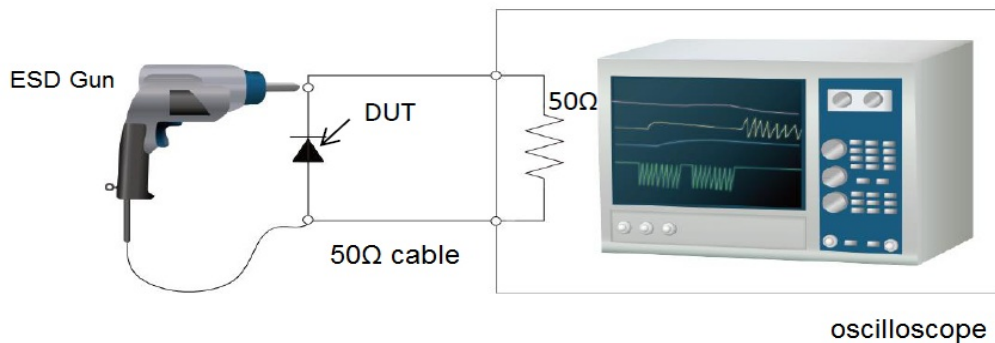 ESD Gun
DUT
50Ω
50Ω cable
oscilloscope